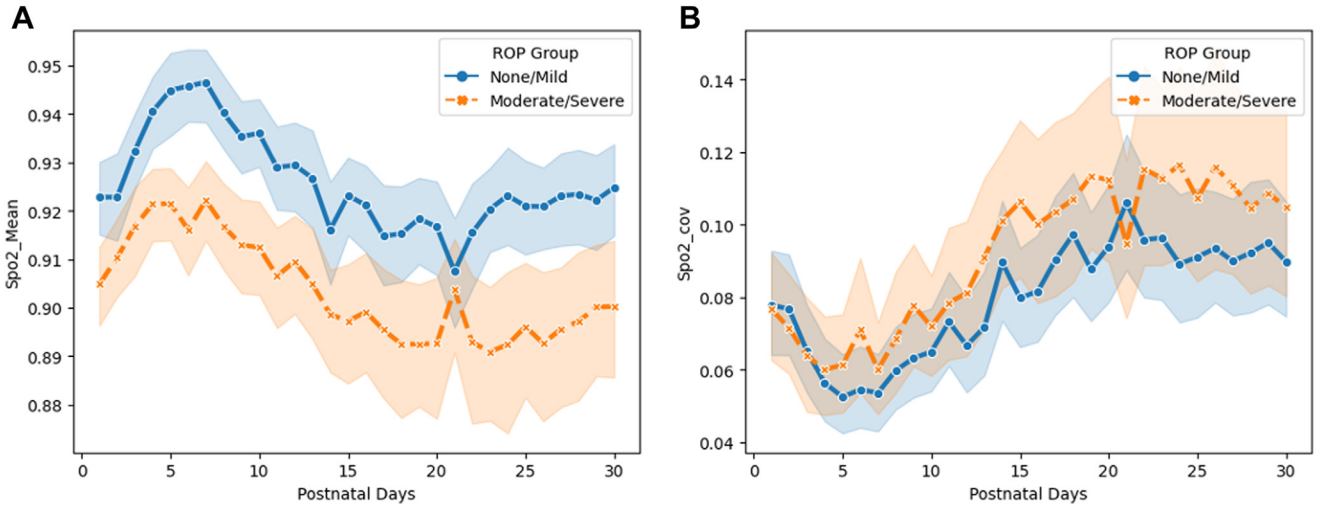 A
B
ROP Group
None/Mild
Moderate/Severe
0.95
0.94
0.93
0.92
0.91
0.90
0.89
0.88
Spo2_Mean
0 5 10 15 20 25 30
Postnatal Days
ROP Group
None/Mild
Moderate/Severe
0.14
0.12
0.10
0.08
0.06
0.04
Spo2_cov
0 5 10 15 20 25 30
Postnatal Days